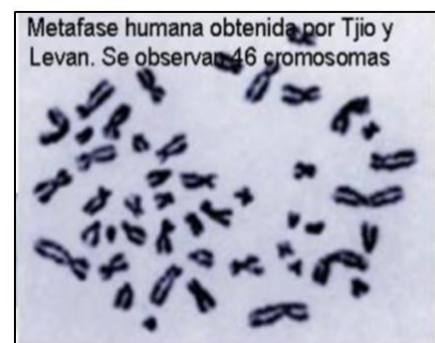 Metafase humana obtenida por Tjio y
Levan. Se observan 46 cromosomas